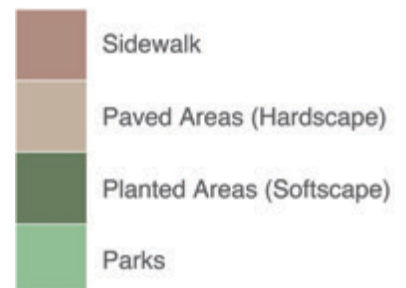 Sidewalk
Paved Areas (Hardscape)
Planted Areas (Softscape)
Parks